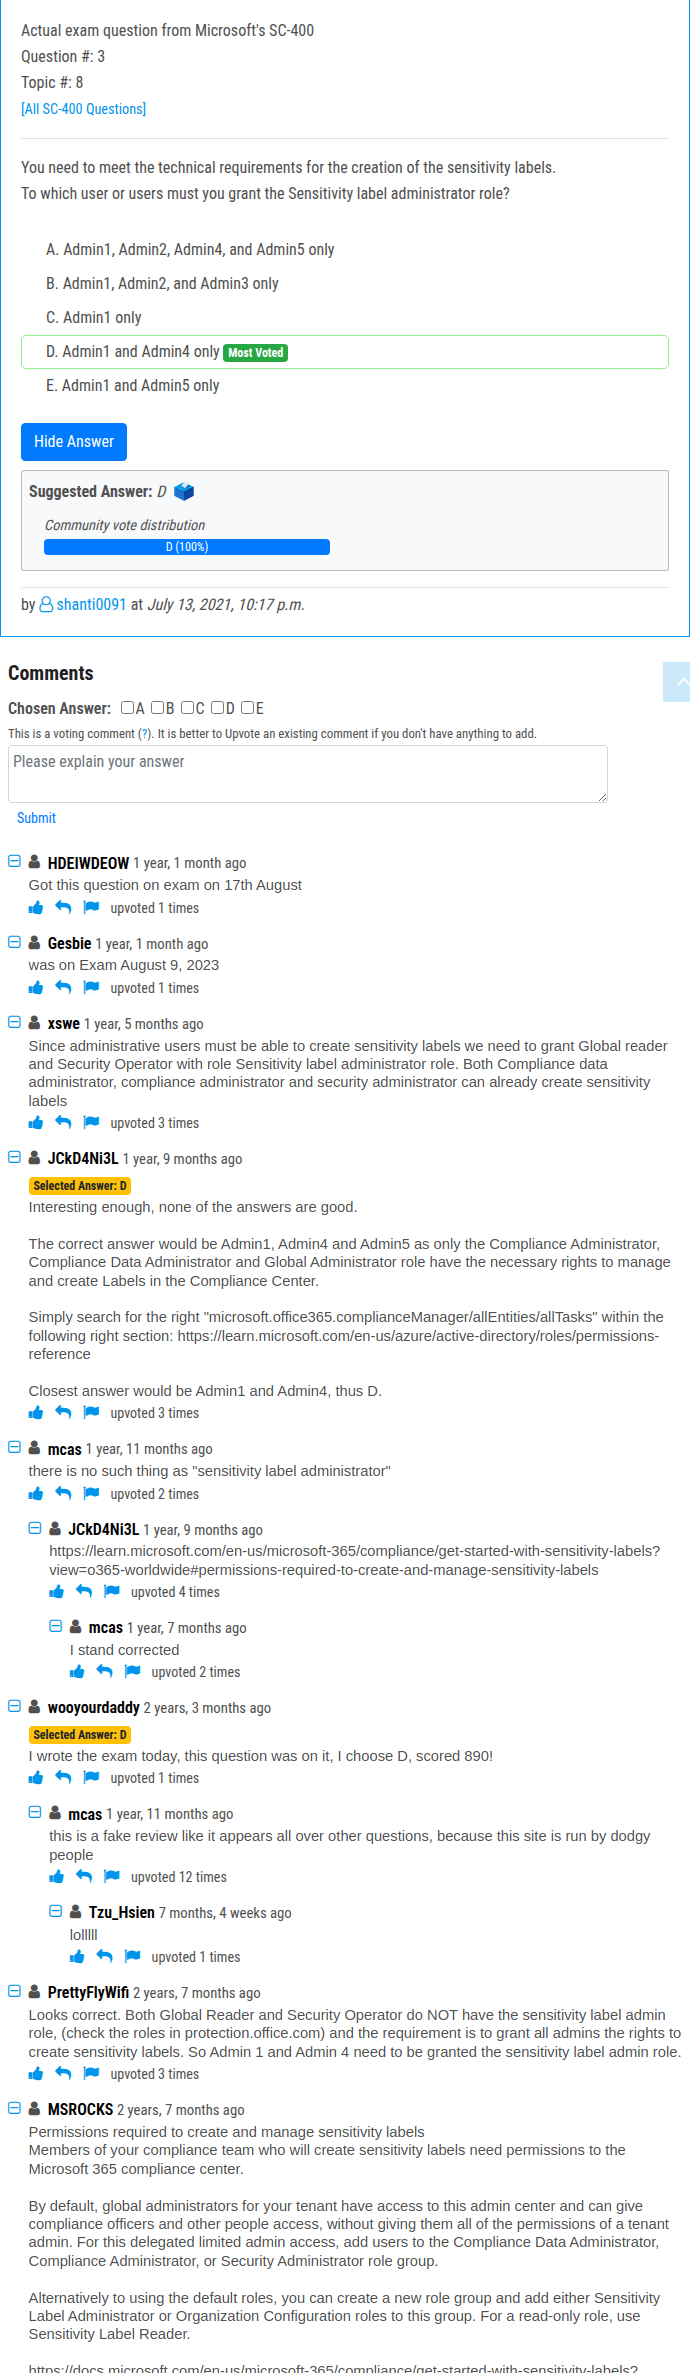 Actual exam question from Microsoft's SC-400
Question #: 3
Topic #: 8
[All SC-400 Questions]
You need to meet the technical requirements for the creation of the sensitivity labels.
To which user or users must you grant the Sensitivity label administrator role?
A. Admin1, Admin2, Admin4, and Admin5 only
B. Admin1, Admin2, and Admin3 only
C. Admin1 only
D. Admin1 and Admin4 only Most Voted
E. Admin1 and Admin5 only
Hide Answer
Suggested Answer: D
Community vote distribution
D (100%)
by shanti0091 at July 13, 2021, 10:17 p.m.
Comments
Chosen Answer: A B C D E
This is a voting comment (?). It is better to Upvote an existing comment if you don't have anything to add.
Please explain your answer
Submit
HDEIWDEOW 1 year, 1 month ago
Got this question on exam on 17th August
upvoted 1 times
Gesbie 1 year, 1 month ago
was on Exam August 9, 2023
upvoted 1 times
xswe 1 year, 5 months ago
Since administrative users must be able to create sensitivity labels we need to grant Global reader
and Security Operator with role Sensitivity label administrator role. Both Compliance data
administrator, compliance administrator and security administrator can already create sensitivity
labels
upvoted 3 times
JCkD4Ni3L 1 year, 9 months ago
Selected Answer: D
Interesting enough, none of the answers are good.
The correct answer would be Admin1, Admin4 and Admin5 as only the Compliance Administrator,
Compliance Data Administrator and Global Administrator role have the necessary rights to manage
and create Labels in the Compliance Center.
Simply search for the right "microsoft.office365.complianceManager/allEntities/allTasks" within the
following right section: https://learn.microsoft.com/en-us/azure/active-directory/roles/permissions-
reference
Closest answer would be Admin1 and Admin4, thus D.
upvoted 3 times
mcas 1 year, 11 months ago
there is no such thing as "sensitivity label administrator"
upvoted 2 times
JCkD4Ni3L 1 year, 9 months ago
https://learn.microsoft.com/en-us/microsoft-365/compliance/get-started-with-sensitivity-labels?
view=o365-worldwide#permissions-required-to-create-and-manage-sensitivity-labels
upvoted 4 times
mcas 1 year, 7 months ago
I stand corrected
upvoted 2 times
wooyourdaddy 2 years, 3 months ago
Selected Answer: D
I wrote the exam today, this question was on it, I choose D, scored 890!
upvoted 1 times
mcas 1 year, 11 months ago
this is a fake review like it appears all over other questions, because this site is run by dodgy
people
upvoted 12 times
Tzu_Hsien 7 months, 4 weeks ago
lolllll
upvoted 1 times
PrettyFlyWifi 2 years, 7 months ago
Looks correct. Both Global Reader and Security Operator do NOT have the sensitivity label admin
role, (check the roles in protection.office.com) and the requirement is to grant all admins the rights to
create sensitivity labels. So Admin 1 and Admin 4 need to be granted the sensitivity label admin role.
upvoted 3 times
MSROCKS 2 years, 7 months ago
Permissions required to create and manage sensitivity labels
Members of your compliance team who will create sensitivity labels need permissions to the
Microsoft 365 compliance center.
By default, global administrators for your tenant have access to this admin center and can give
compliance officers and other people access, without giving them all of the permissions of a tenant
admin. For this delegated limited admin access, add users to the Compliance Data Administrator,
Compliance Administrator, or Security Administrator role group.
Alternatively to using the default roles, you can create a new role group and add either Sensitivity
Label Administrator or Organization Configuration roles to this group. For a read-only role, use
Sensitivity Label Reader.
https://docs.microsoft.com/en-us/microsoft-365/compliance/get-started-with-sensitivity-labels?